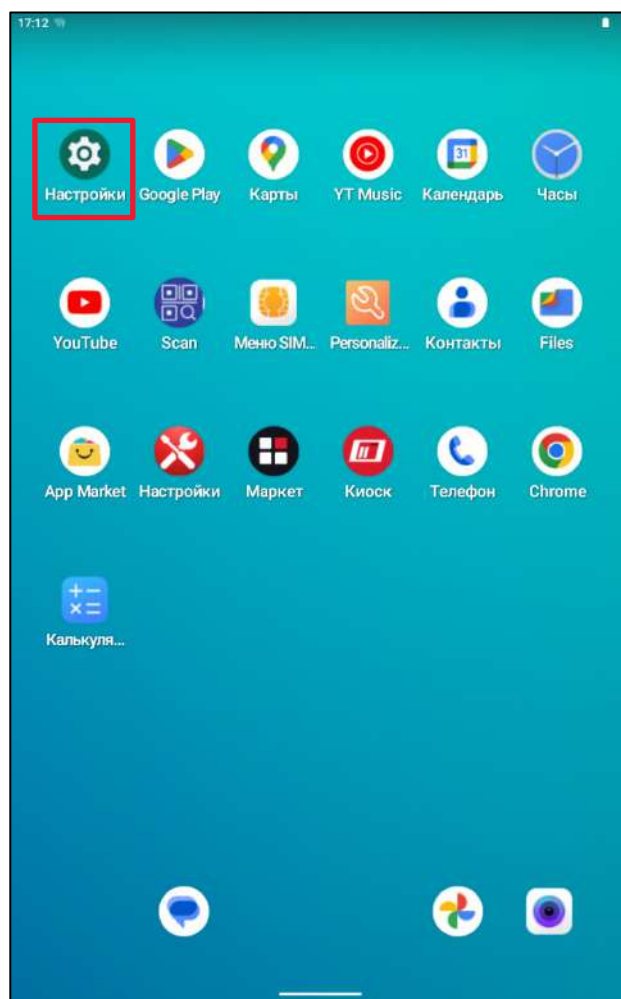 17:12
Настройки Google Play Карты YT Music Календарь Часы
31
YouTube Scan Меню SIM... Personaliz... Контакты Files
App Market Настройки Маркет Киоск Телефон Chrome
Калькуля...